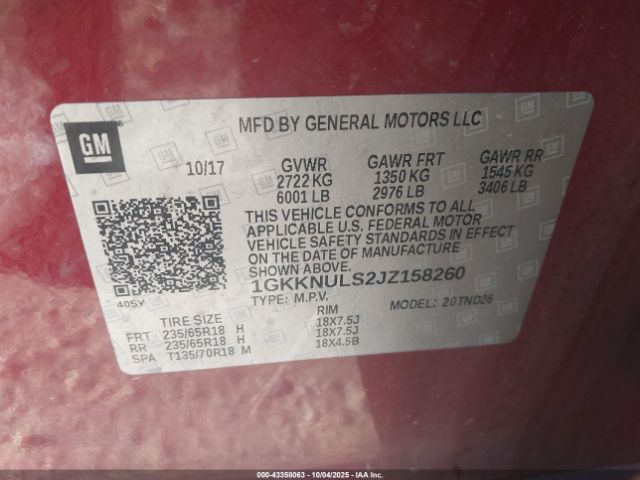 GM
MFD BY GENERAL MOTORS LLC
10/17 GVWR GAWR FRT GAWR RR
2722 KG 1350 KG 1545 KG
6001 LB 2976 LB 3406 LB
THIS VEHICLE CONFORMS TO ALL
APPLICABLE U.S. FEDERAL MOTOR
VEHICLE SAFETY STANDARDS IN EFFECT
ON THE DATE OF MANUFACTURE
SHOWN ABOVE.
405Y
1GKKNULS2JZ158260
TYPE: M.P.V. MODEL: 20TND26
TIRE SIZE RIM
FRT 235/65R18 H 18X7.5J
RR 235/65R18 H 18X7.5J
SPA T135/70R18 M 18X4.5B
000-43358063 - 10/04/2025 - IAAI.COM